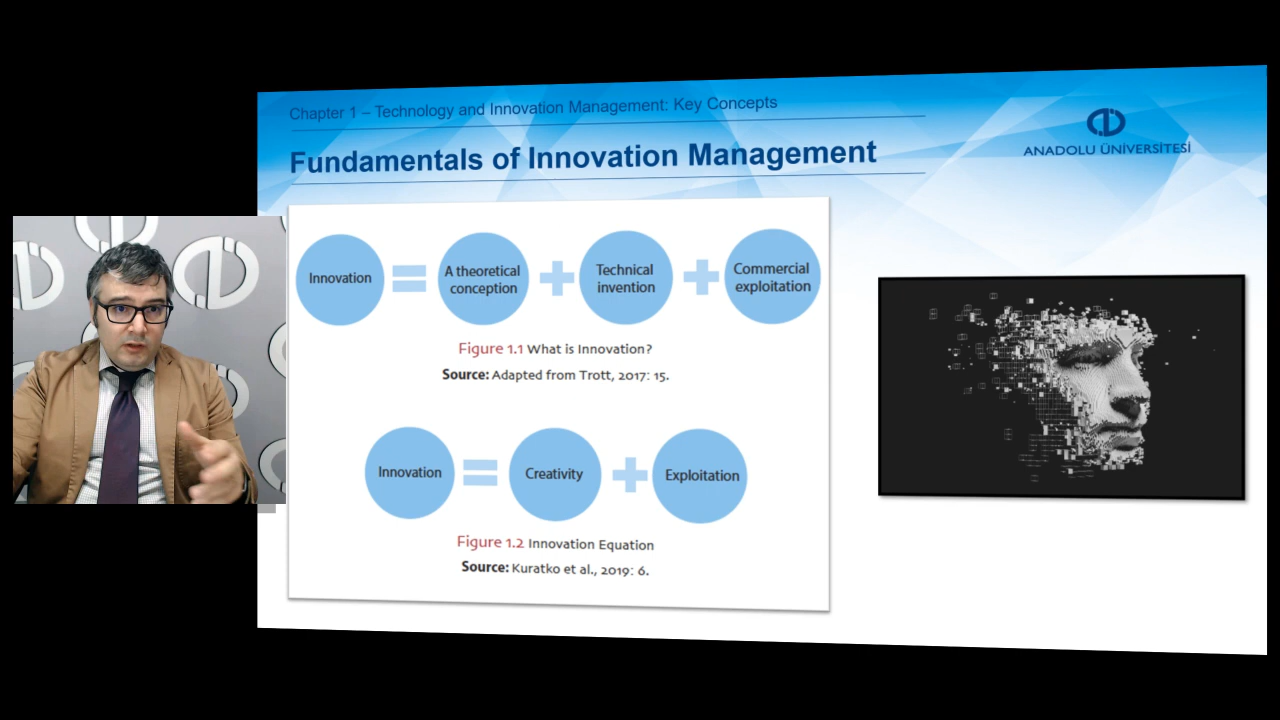 Chapter 1 – Technology and Innovation Management: Key Concepts
Fundamentals of Innovation Management
ANADOLU ÜNİVERSİTESİ
Innovation
=
A theoretical
conception
+
Technical
invention
+
Commercial
exploitation
Figure 1.1 What is Innovation?
Source: Adapted from Trott, 2017: 15.
Innovation
=
Creativity
+
Exploitation
Figure 1.2 Innovation Equation
Source: Kuratko et al., 2019: 6.